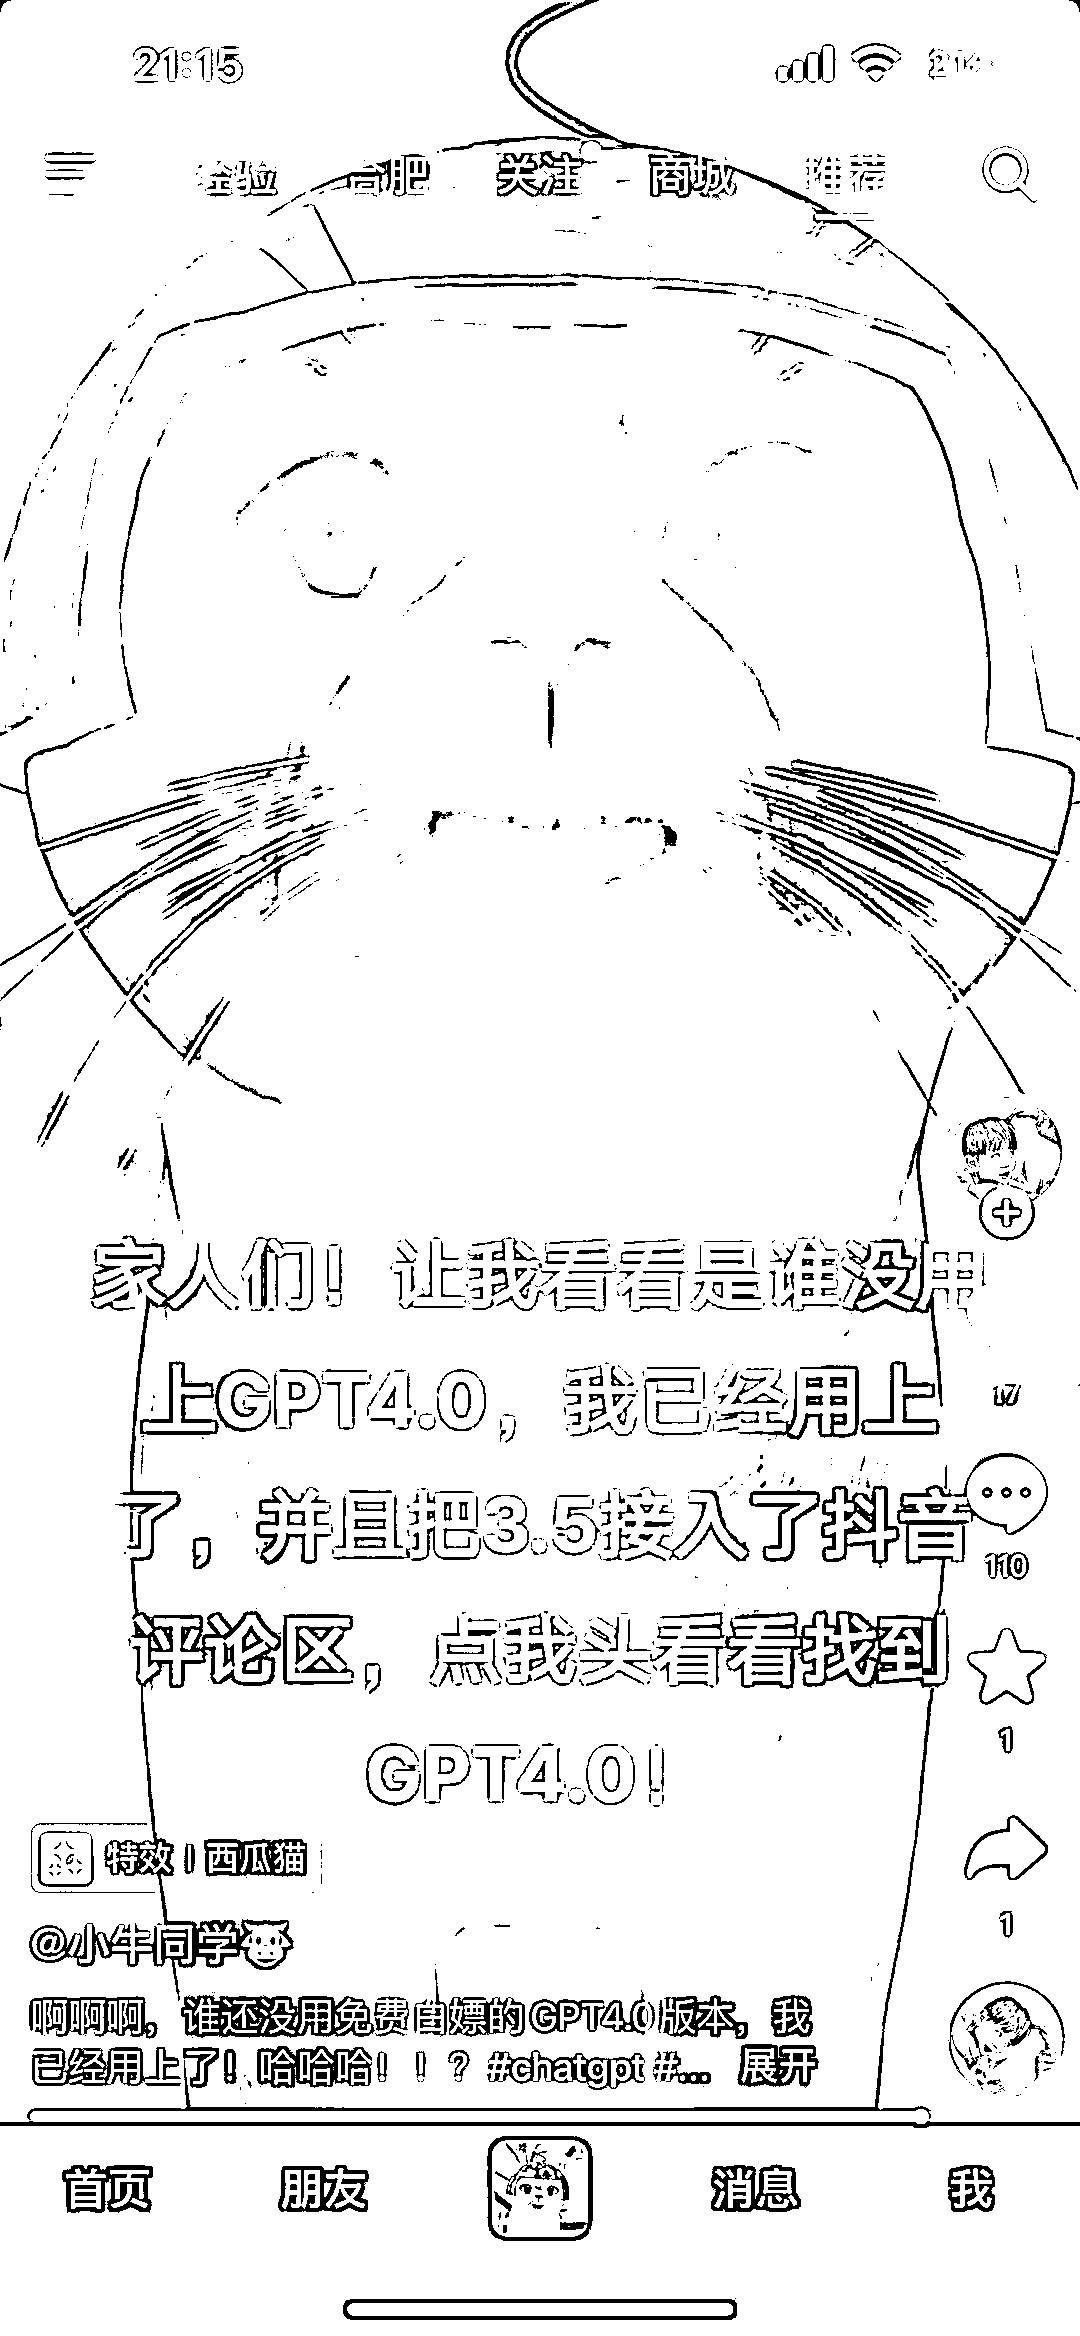 21:15
经验 合肥 关注 商城 推荐
家人们！让我看看是谁没用
上GPT4.0，我已经用上
17
了，并且把3.5接入了抖音
110
评论区，点我头看看找到
1
GPT4.0！
特效 | 西瓜猫
1
@小牛同学
啊啊啊，谁还没用免费白嫖的 GPT4.0 版本，我
已经用上了！哈哈哈！！？ #chatgpt #... 展开
首页 朋友 消息 我